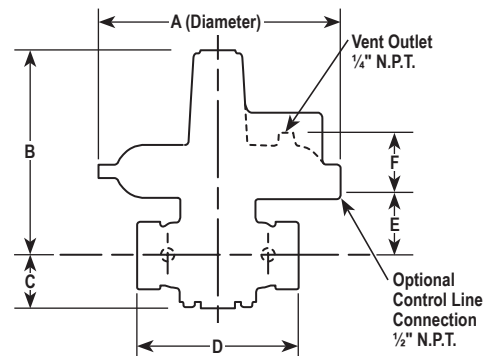 A (Diameter)
Vent Outlet
¼" N.P.T.
B
F
E
C
Optional
Control Line
Connection
½" N.P.T.
D